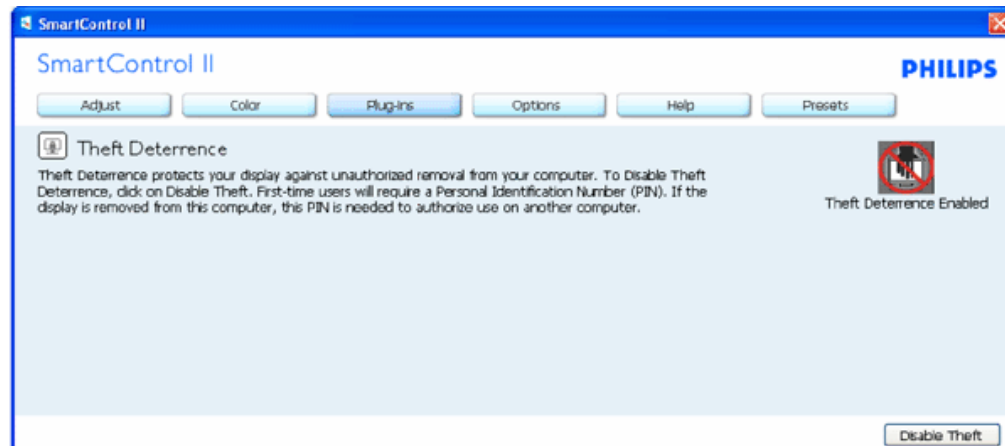 SmartControl II
SmartControl II
PHILIPS
Adjust Color Plug-Ins Options Help Presets
Theft Deterrence
Theft Deterrence protects your display against unauthorized removal from your computer. To Disable Theft
Deterrence, click on Disable Theft. First-time users will require a Personal Identification Number (PIN). If the
display is removed from this computer, this PIN is needed to authorize use on another computer.
Theft Deterrence Enabled
Disable Theft